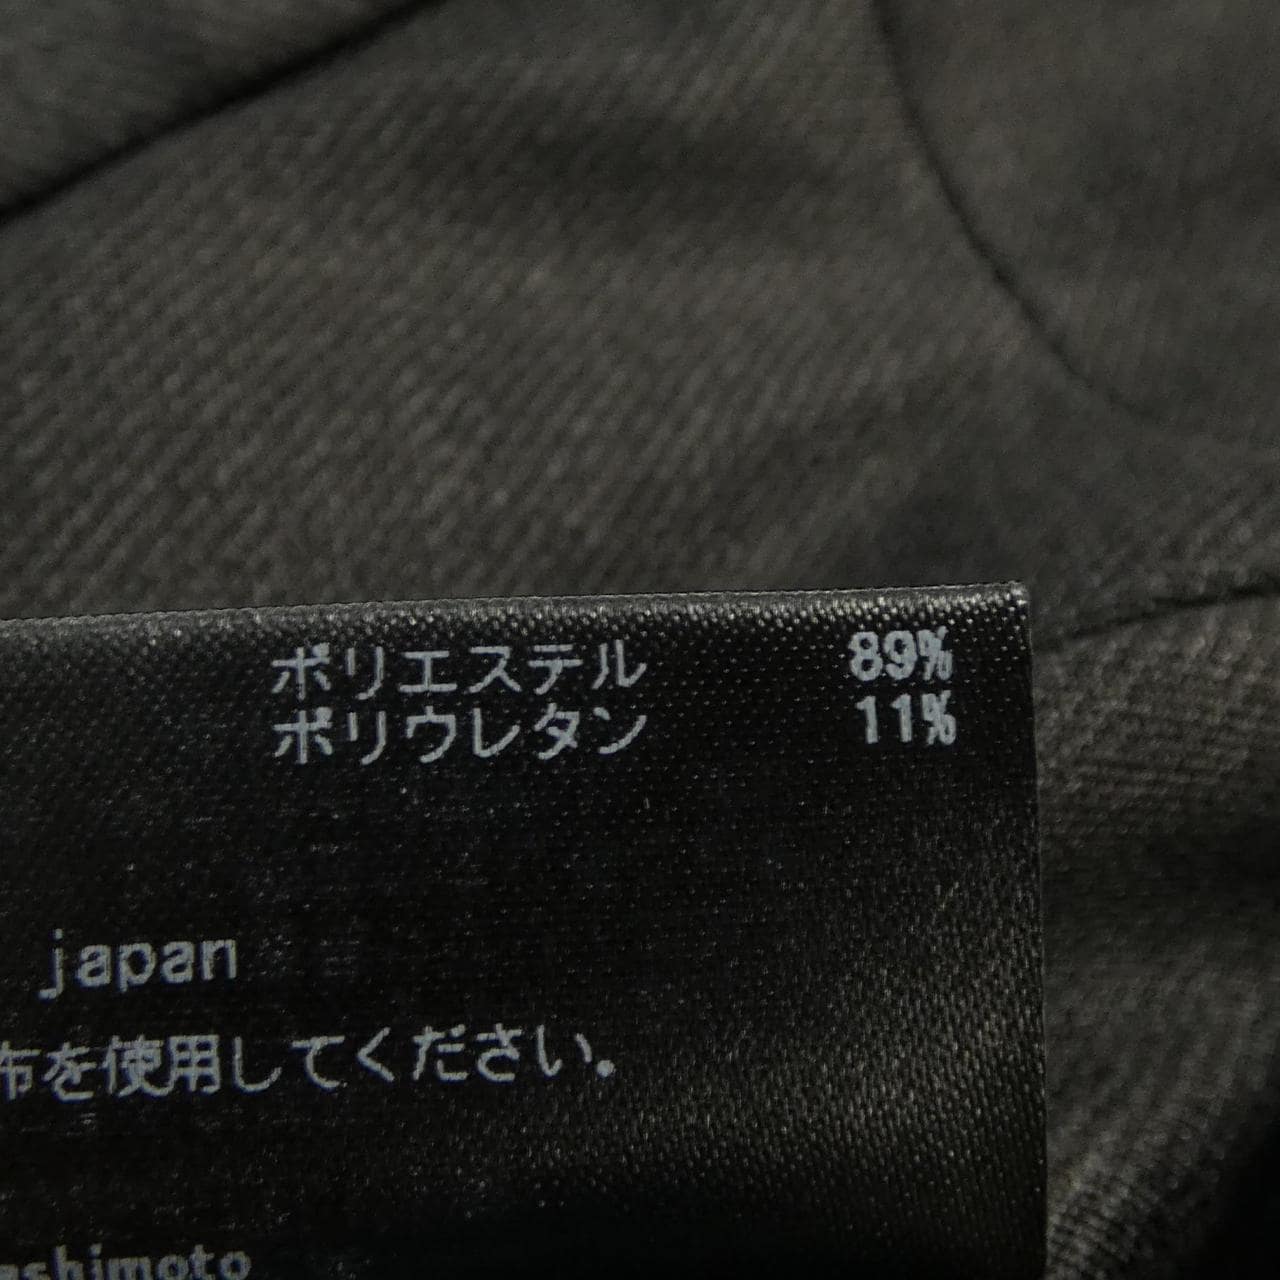 ポリエステル 89%
ポリウレタン 11%
japan
布を使用してください。
ashimoto